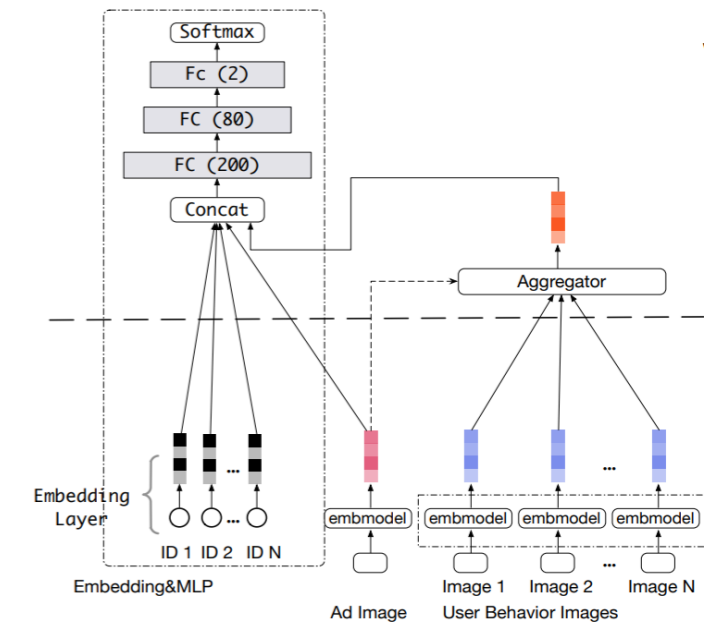 Softmax
Fc (2)
FC (80)
FC (200)
Concat
Aggregator
...
...
Embedding
Layer
...
embmodel
embmodel
embmodel
embmodel
ID 1 ID 2 ID N
...
Embedding&MLP
Image 1 Image 2 Image N
Ad Image
User Behavior Images